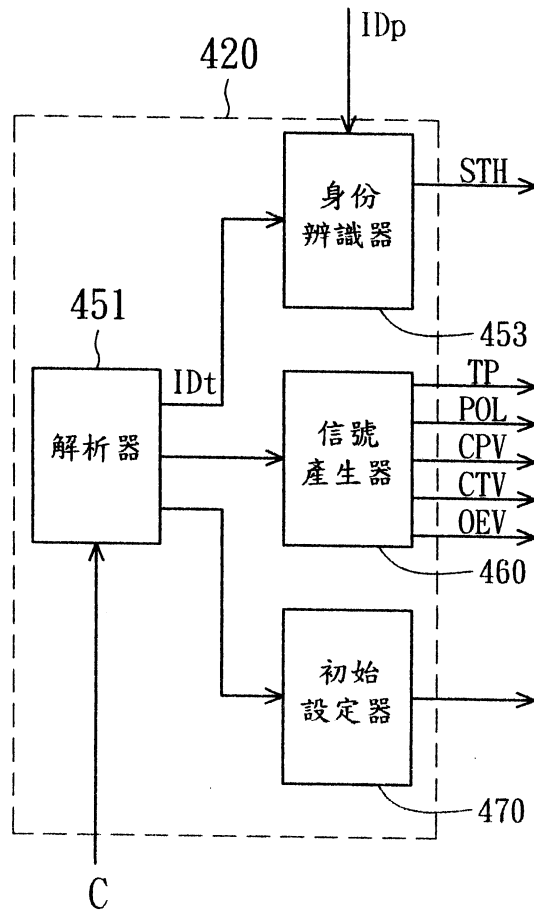 IDp
420
STH
身份
辨識器
453
451
IDt
解析器
TP
POL
CPV
CTV
OEV
信號
產生器
460
初始
設定器
470
C